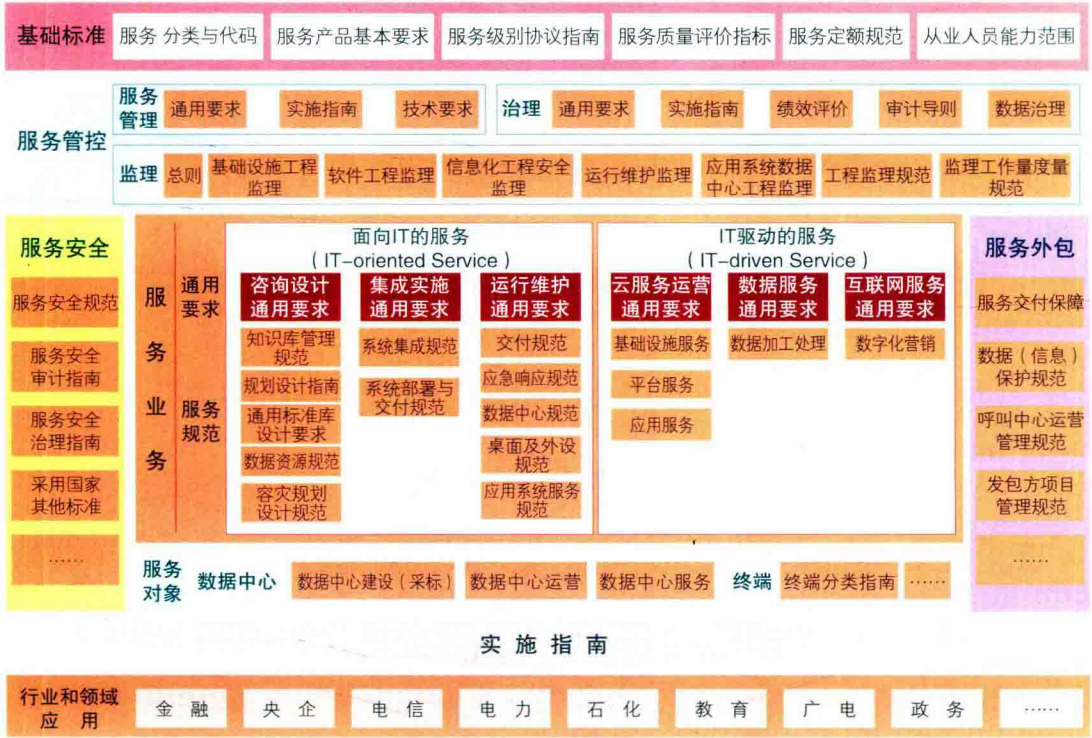 基础标准
服务 分类与代码
服务产品基本要求
服务级别协议指南
服务质量评价指标
服务定额规范
从业人员能力范围
服务管控
服务
管理
通用要求
实施指南
技术要求
治理
通用要求
实施指南
绩效评价
审计导则
数据治理
监理
总则
基础设施工程
监理
软件工程监理
信息化工程安全
监理
运行维护监理
应用系统数据
中心工程监理
工程监理规范
监理工作量度量
规范
服务安全
服务安全规范
服务安全
审计指南
服务安全
治理指南
采用国家
其他标准
……
服
务
业
务
通用
要求
服务
规范
面向IT的服务
(IT-oriented Service)
咨询设计
通用要求
知识库管理
规范
规划设计指南
通用标准库
设计要求
数据资源规范
容灾规划
设计规范
集成实施
通用要求
系统集成规范
系统部署与
交付规范
运行维护
通用要求
交付规范
应急响应规范
数据中心规范
桌面及外设
规范
应用系统服务
规范
IT驱动的服务
(IT-driven Service)
云服务运营
通用要求
基础设施服务
平台服务
应用服务
数据服务
通用要求
数据加工处理
互联网服务
通用要求
数字化营销
服务外包
服务交付保障
数据(信息)
保护规范
呼叫中心运营
管理规范
发包方项目
管理规范
……
服务
对象
数据中心
数据中心建设(采标)
数据中心运营
数据中心服务
终端
终端分类指南
……
实施指南
行业和领域
应 用
金 融
央 企
电 信
电 力
石 化
教 育
广 电
政 务
……